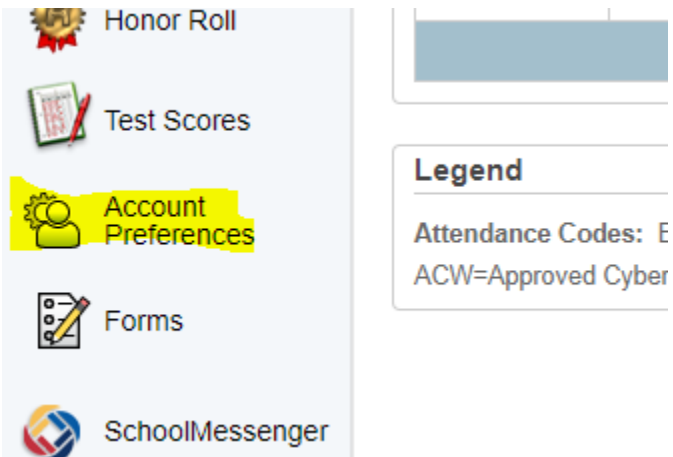 Honor Roll
Test Scores
Account
Preferences
Forms
SchoolMessenger
Legend
Attendance Codes:
ACW=Approved Cyber